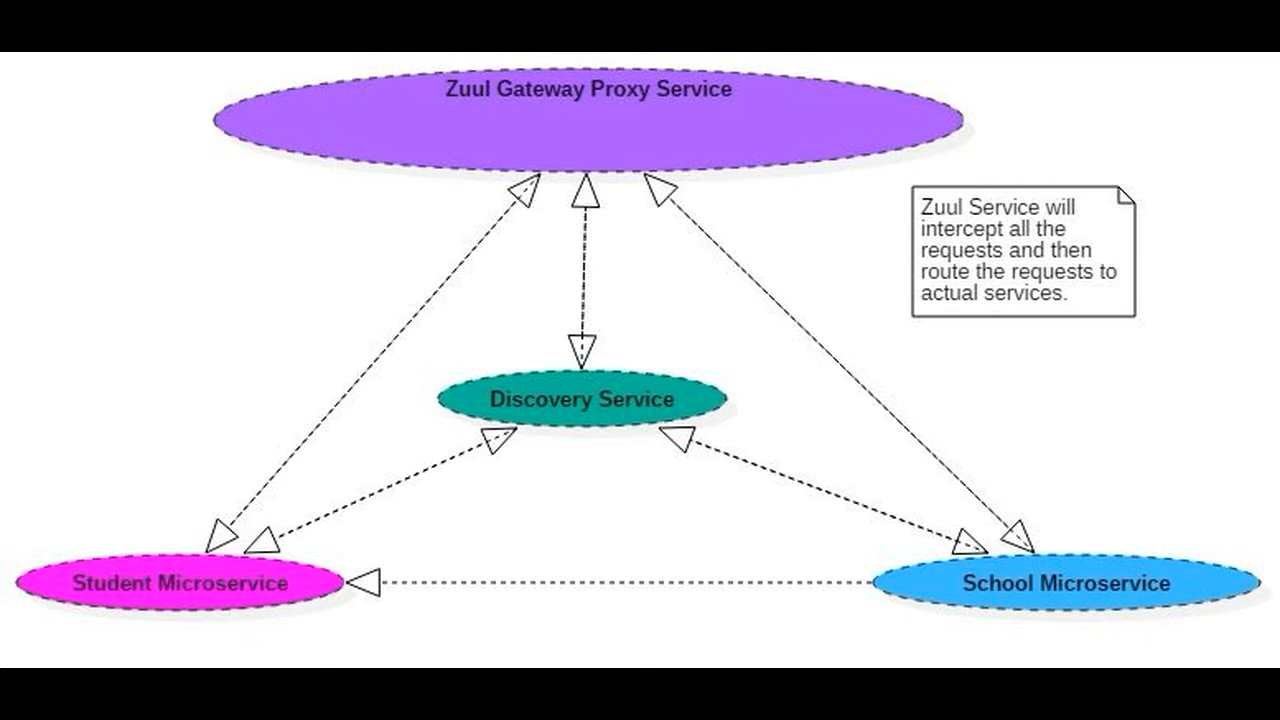 Zuul Gateway Proxy Service
Zuul Service will
intercept all the
requests and then
route the requests to
actual services.
Discovery Service
Student Microservice
School Microservice